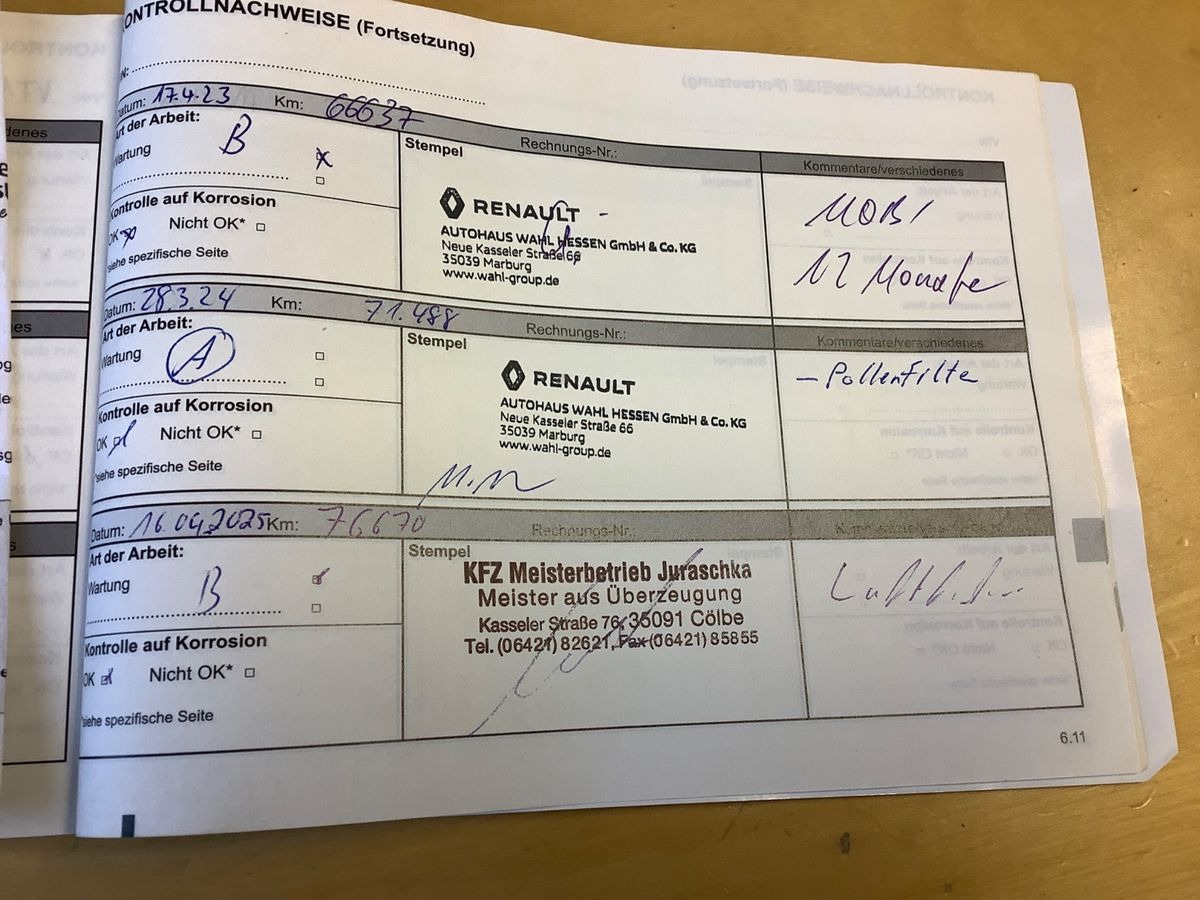 KONTROLLNACHWEISE (Fortsetzung)
Datum: 17.4.23 Km: 66637
Art der Arbeit:
Wartung B
Kontrolle auf Korrosion
OK Nicht OK*
*siehe spezifische Seite
Stempel Rechnungs-Nr.:
RENAULT
AUTOHAUS WAHL HESSEN GmbH & Co. KG
Neue Kasseler Straße 66
35039 Marburg
www.wahl-group.de
Kommentare/verschiedenes
MOBI
12 Monate
Datum: 28.3.24 Km: 71.488
Art der Arbeit:
Wartung A
Kontrolle auf Korrosion
OK Nicht OK*
*siehe spezifische Seite
Stempel Rechnungs-Nr.:
RENAULT
AUTOHAUS WAHL HESSEN GmbH & Co. KG
Neue Kasseler Straße 66
35039 Marburg
www.wahl-group.de
Kommentare/verschiedenes
- Pollenfilte
Datum: 16.04.2025 Km: 76670
Art der Arbeit:
Wartung B
Kontrolle auf Korrosion
OK Nicht OK*
*siehe spezifische Seite
Stempel Rechnungs-Nr.:
KFZ Meisterbetrieb Juraschka
Meister aus Überzeugung
Kasseler Straße 76, 35091 Cölbe
Tel. (06421) 82621, Fax (06421) 85855
6.11